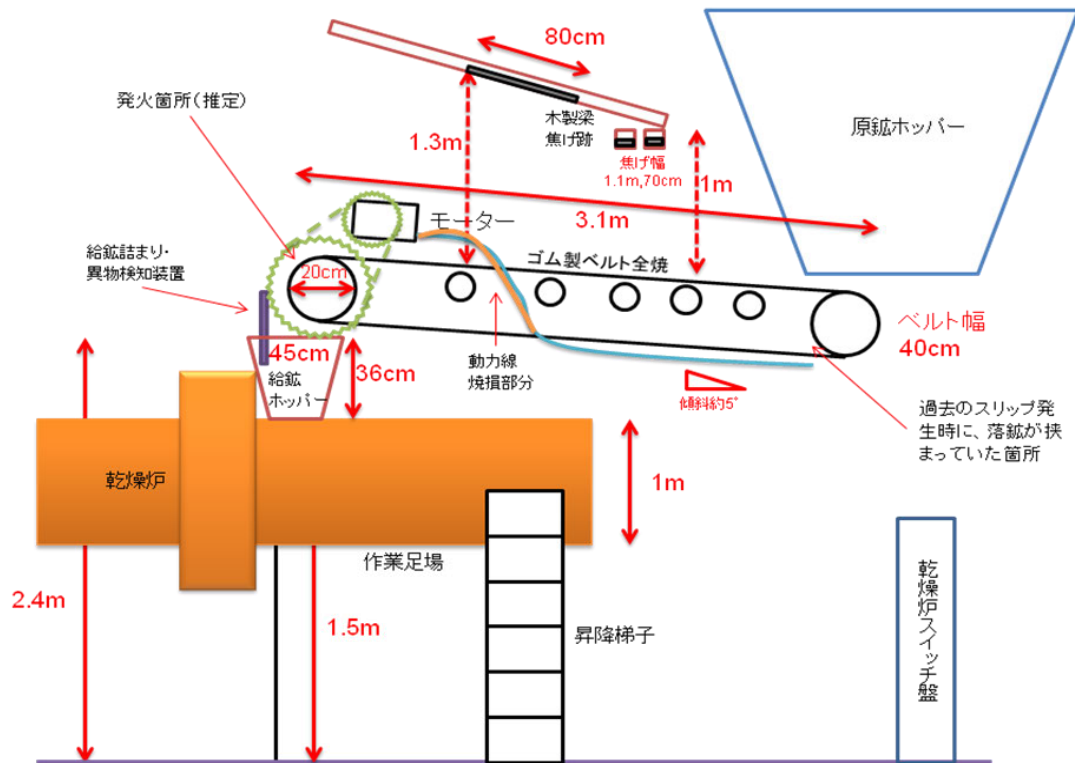 80cm
発火箇所（推定）
原鉱ホッパー
木製梁
焦げ跡
1.3m
焦げ幅
1.1m,70cm
1m
3.1m
モーター
給鉱詰まり・
異物検知装置
ゴム製ベルト全焼
20cm
ベルト幅
40cm
45cm
給鉱
ホッパー
36cm
動力線
焼損部分
傾斜約5°
過去のスリップ発
生時に、落鉱が挟
まっていた箇所
乾燥炉
1m
作業足場
2.4m
1.5m
昇降梯子
乾燥炉スイッチ盤